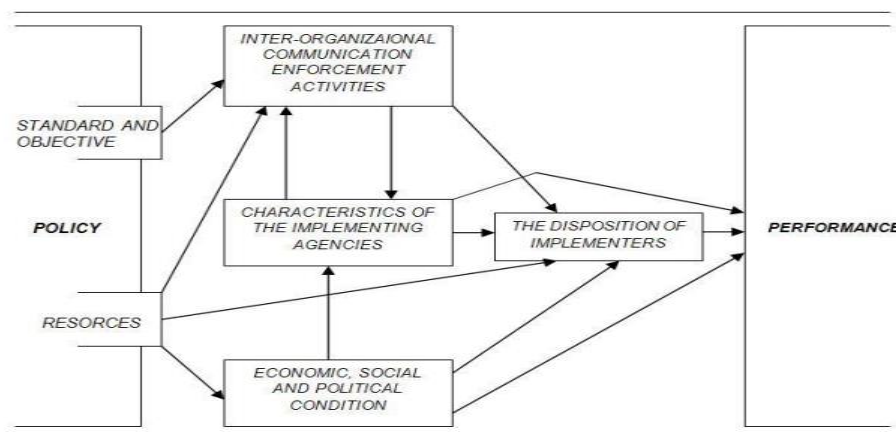 INTER-ORGANIZAIONAL
COMMUNICATION
ENFORCEMENT
ACTIVITIES
STANDARD AND
OBJECTIVE
POLICY
CHARACTERISTICS OF
THE IMPLEMENTING
AGENCIES
THE DISPOSITION OF
IMPLEMENTERS
PERFORMANCE
RESORCES
ECONOMIC, SOCIAL
AND POLITICAL
CONDITION